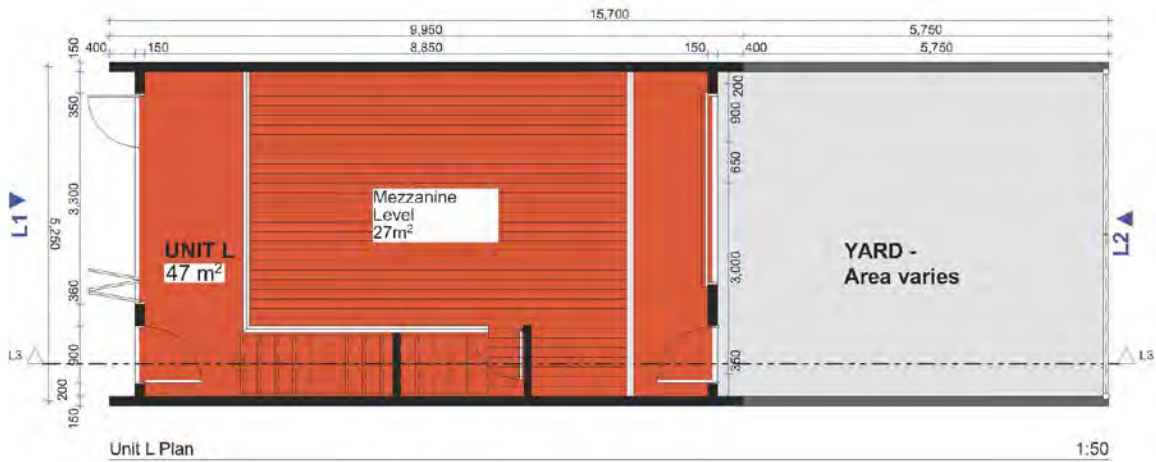 15,700
9,950 5,750
400 150 8,850 150 400 5,750
150
350
3,300
5,250
360
900
200
150
200
900
650
3,000
350
L1
L2
Mezzanine
Level
27m²
UNIT L
47 m²
YARD -
Area varies
L3
L3
Unit L Plan 1:50